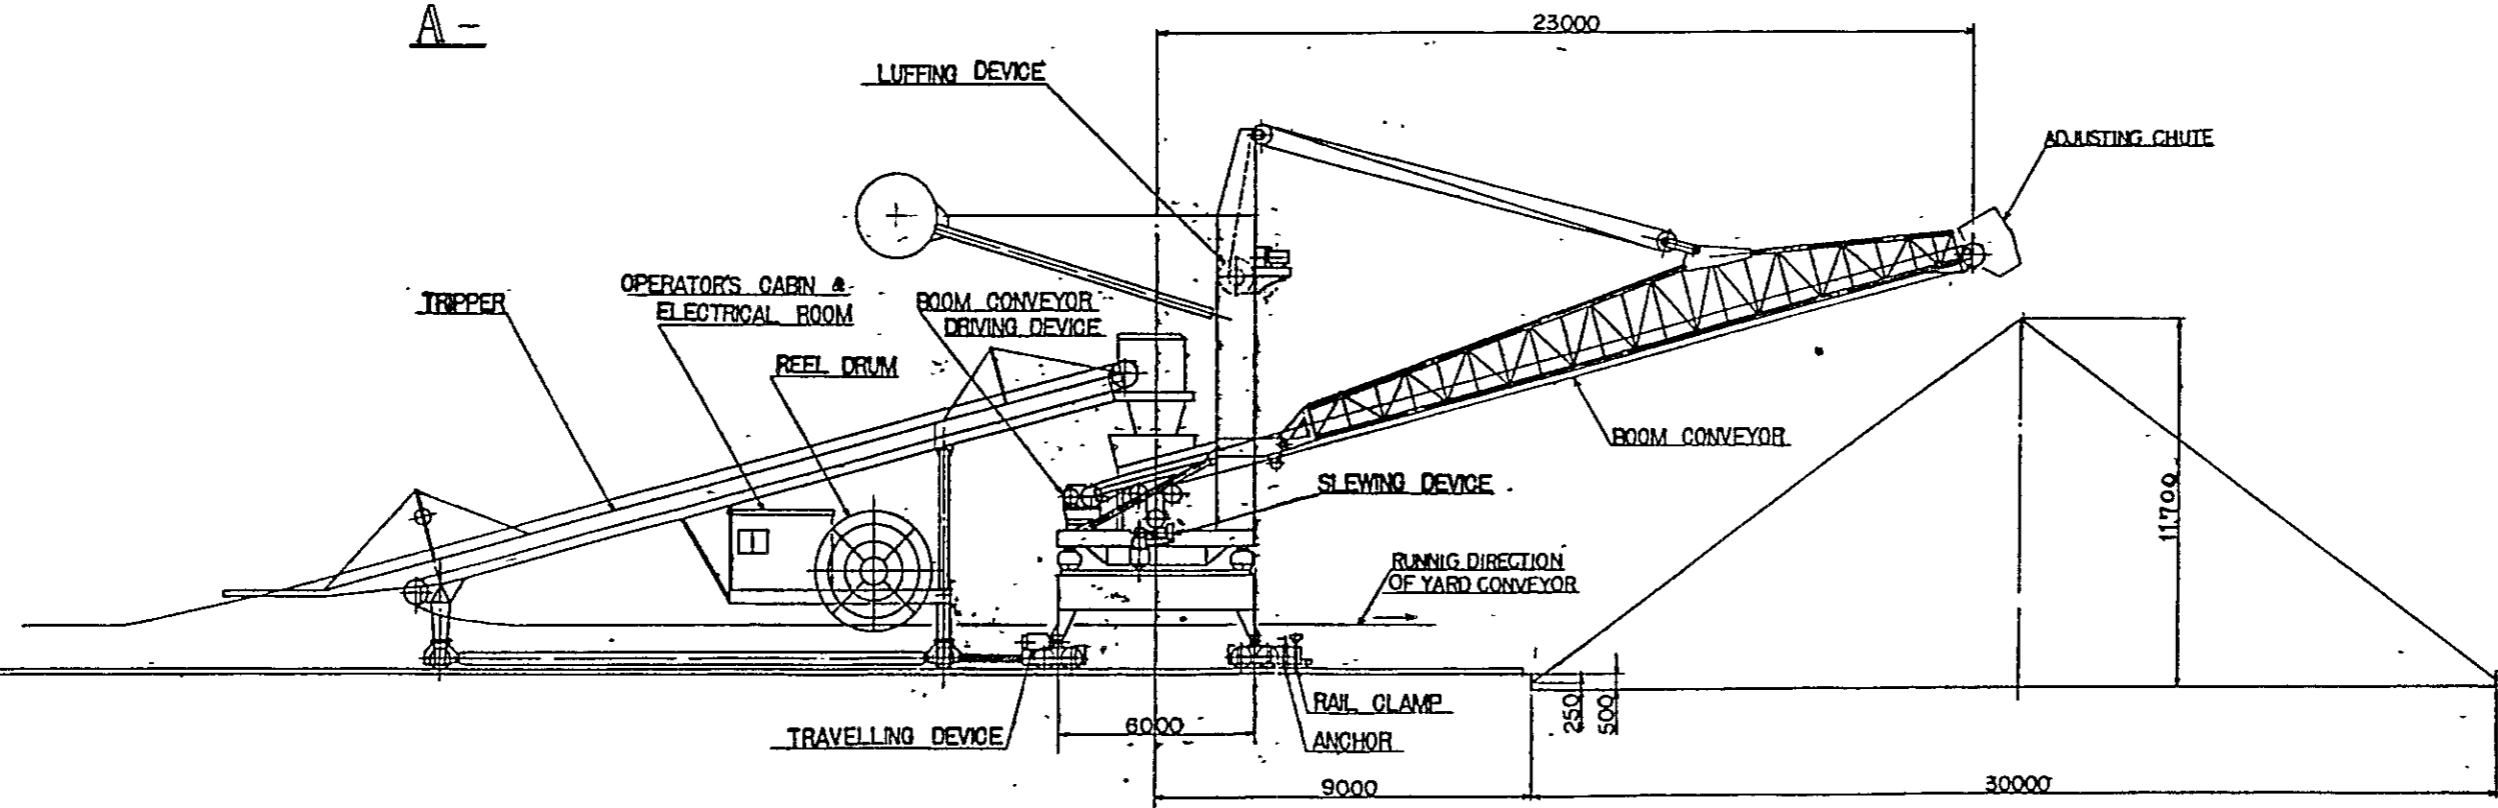 A -
23000
LUFFING DEVICE
ADJUSTING CHUTE
OPERATOR'S CABIN &
ELECTRICAL ROOM
TRIPPER
BOOM CONVEYOR
DRIVING DEVICE
REEL DRUM
BOOM CONVEYOR
SLEWING DEVICE
11700
RUNNIG DIRECTION
OF YARD CONVEYOR
RAIL CLAMP
250
500
6000
TRAVELLING DEVICE
ANCHOR
9000
30000